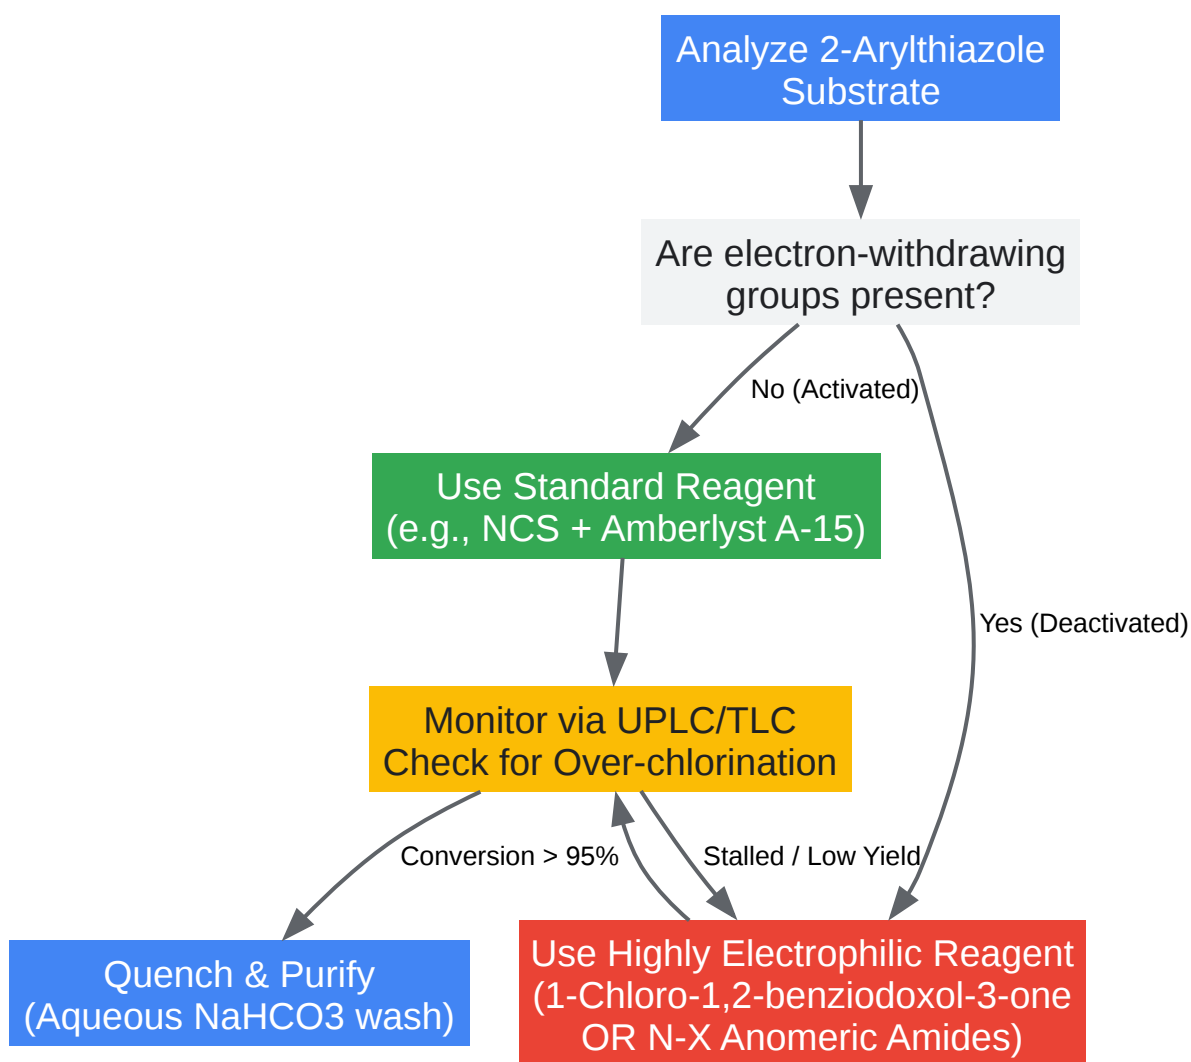 Analyze 2-Arylthiazole
Substrate
Are electron-withdrawing
groups present?
No (Activated)
Use Standard Reagent
(e.g., NCS + Amberlyst A-15)
Yes (Deactivated)
Monitor via UPLC/TLC
Check for Over-chlorination
Conversion > 95%
Stalled / Low Yield
Quench & Purify
(Aqueous NaHCO3 wash)
Use Highly Electrophilic Reagent
(1-Chloro-1,2-benziodoxol-3-one
OR N-X Anomeric Amides)